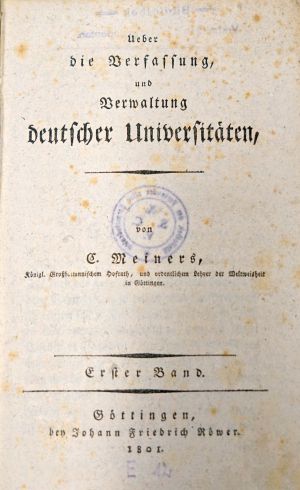 Ueber
die Verfassung,
und
Verwaltung
deutscher Universitäten,
von
C. Meiners,
Königl. Großbritannischem Hofrath, und ordentlichem Lehrer der Weltweisheit
in Göttingen.
Erster Band.
Göttingen,
bey Johann Friedrich Röwer.
1801.